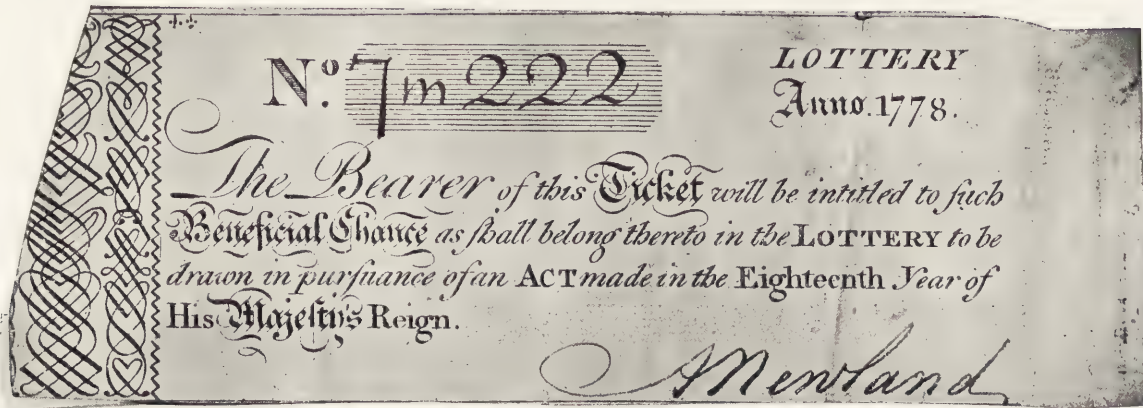 No. 7m222
LOTTERY
Anno. 1778.
The Bearer of this Ticket will be intitled to ſuch
Beneficial Chance as ſhall belong thereto in the LOTTERY to be
drawn in purſuance of an ACT made in the Eighteenth Year of
His Majeſty's Reign.
ANewland